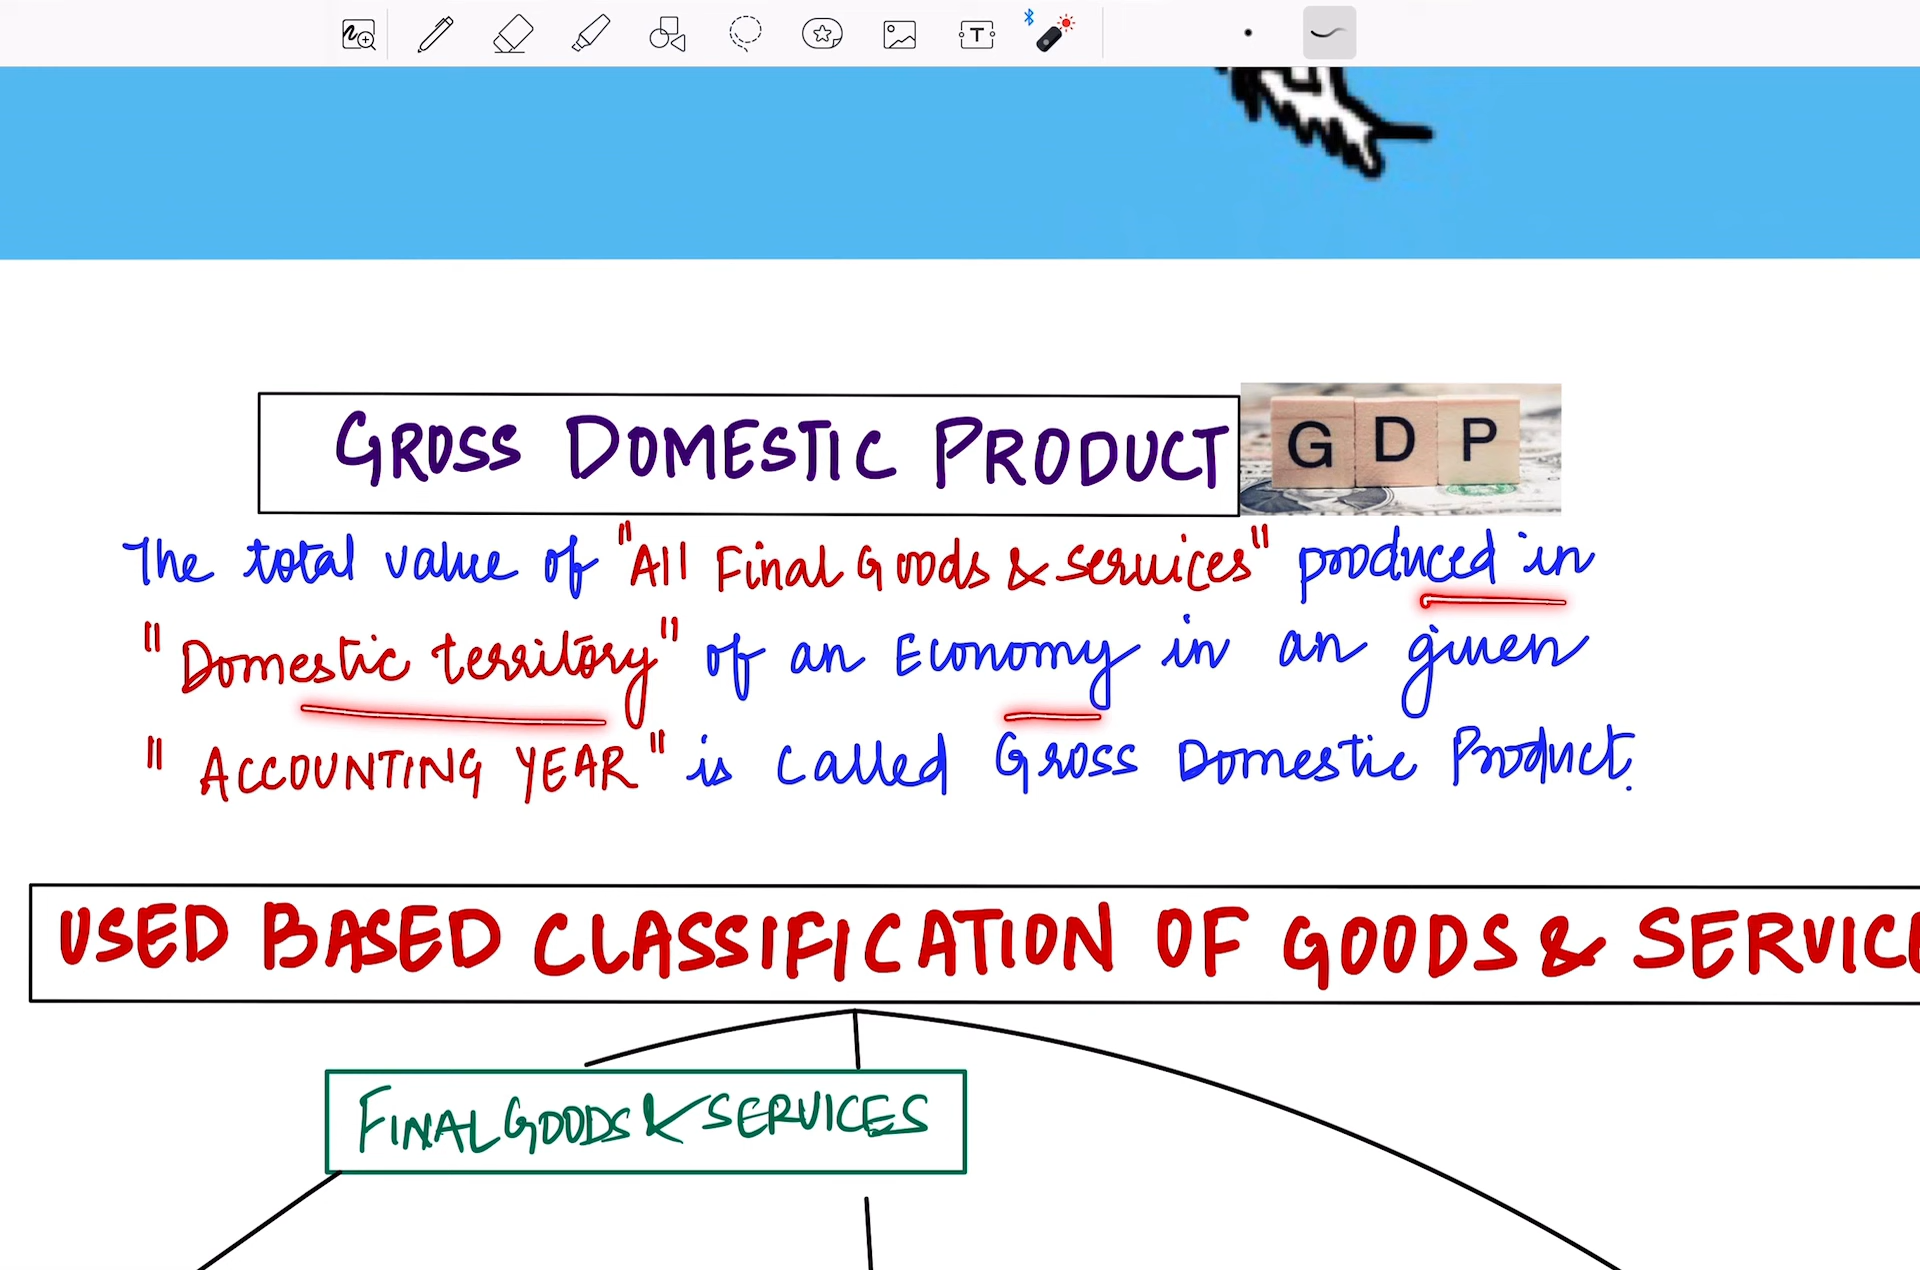 GROSS DOMESTIC PRODUCT
G D P
The total value of "All Final Goods & services" produced in
"Domestic territory" of an Economy in an given
"ACCOUNTING YEAR" is called Gross Domestic Product.
USED BASED CLASSIFICATION OF GOODS & SERVICE
FINAL GOODS & SERVICES